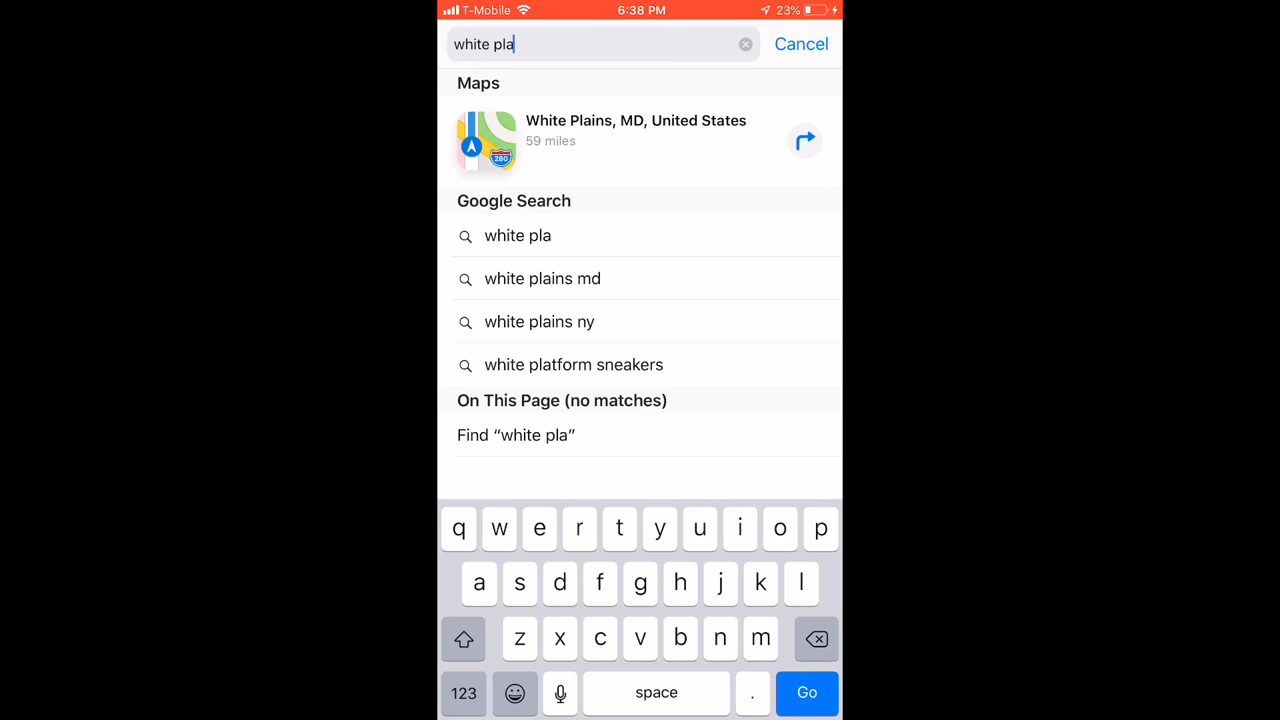 T-Mobile 6:38 PM 23%
white pla Cancel
Maps
White Plains, MD, United States
59 miles
280
Google Search
white pla
white plains md
white plains ny
white platform sneakers
On This Page (no matches)
Find “white pla”
q w e r t y u i o p
a s d f g h j k l
z x c v b n m
123 space . Go